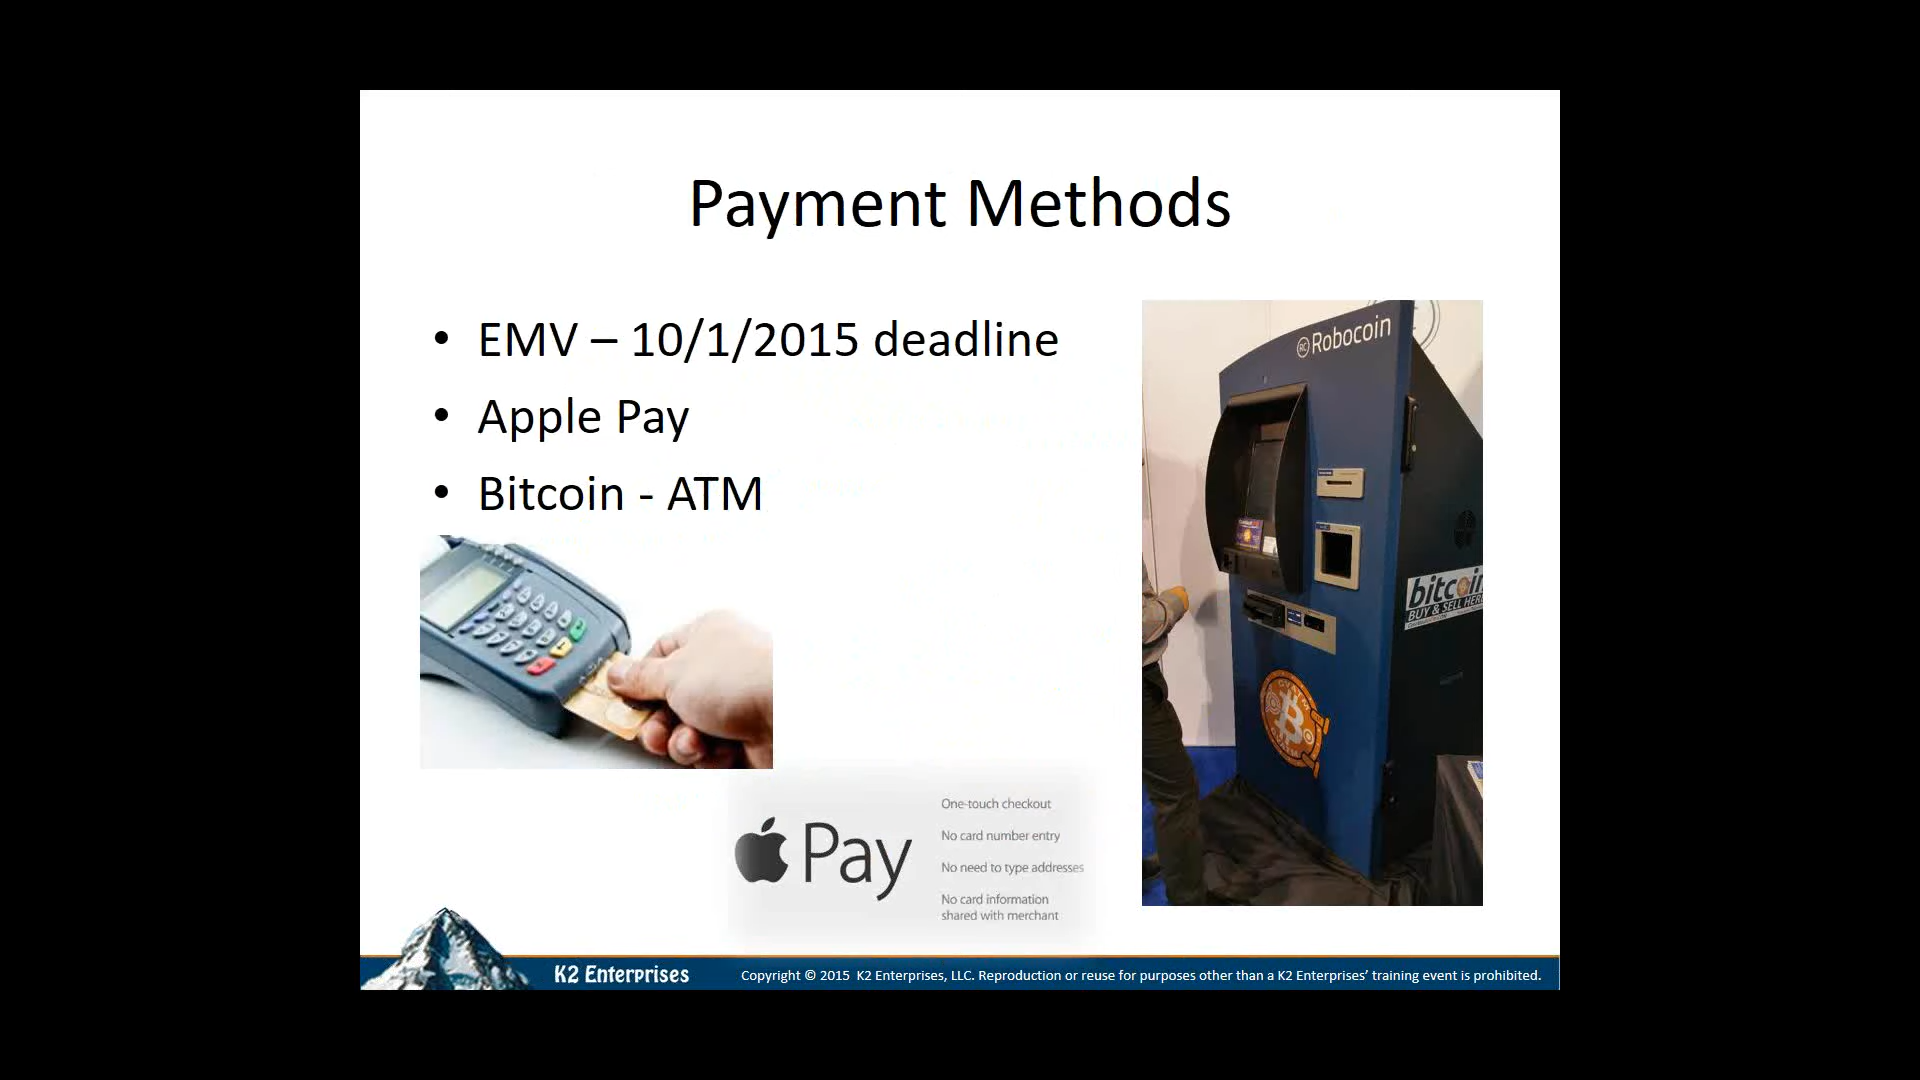 Payment Methods
• EMV – 10/1/2015 deadline
• Apple Pay
• Bitcoin - ATM
Robocoin
bitcoin
BUY & SELL HERE
Pay
One-touch checkout
No card number entry
No need to type addresses
No card information
shared with merchant
K2 Enterprises
Copyright © 2015 K2 Enterprises, LLC. Reproduction or reuse for purposes other than a K2 Enterprises’ training event is prohibited.